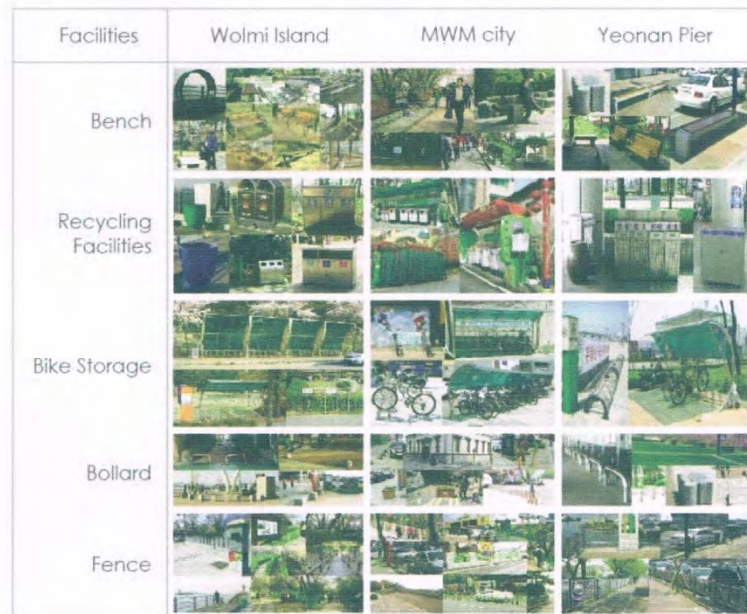 Facilities
Wolmi Island
MWM city
Yeonan Pier
Bench
Recycling
Facilities
Bike Storage
Bollard
Fence